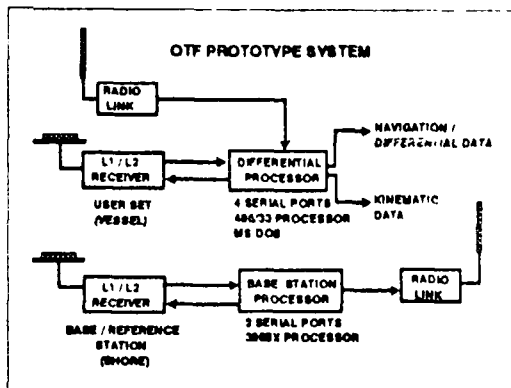 OTF PROTOTYPE SYSTEM
RADIO
LINK
L1 / L2
RECEIVER
USER SET
(VESSEL)
DIFFERENTIAL
PROCESSOR
4 SERIAL PORTS
486/33 PROCESSOR
MS DOS
NAVIGATION /
DIFFERENTIAL DATA
KINEMATIC
DATA
L1 / L2
RECEIVER
BASE / REFERENCE
STATION
(SHORE)
BASE STATION
PROCESSOR
SERIAL PORTS
386SX PROCESSOR
RADIO
LINK